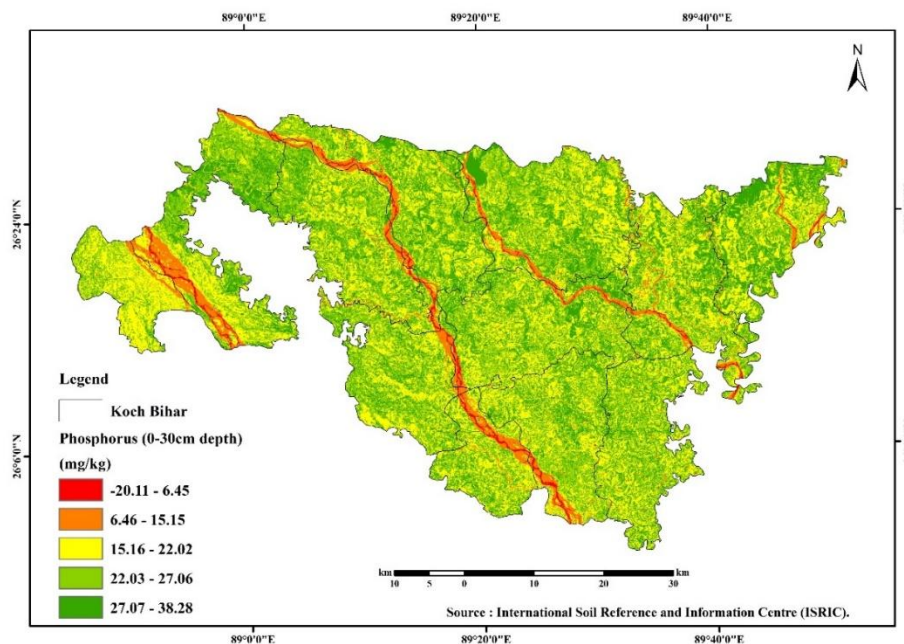 89°0'0"E 89°20'0"E 89°40'0"E
N
26°24'0"N
26°6'0"N
Legend
Koch Bihar
Phosphorus (0-30cm depth)
(mg/kg)
-20.11 - 6.45
6.46 - 15.15
15.16 - 22.02
22.03 - 27.06
27.07 - 38.28
km km
10 5 0 10 20 30
Source : International Soil Reference and Information Centre (ISRIC).
89°0'0"E 89°20'0"E 89°40'0"E